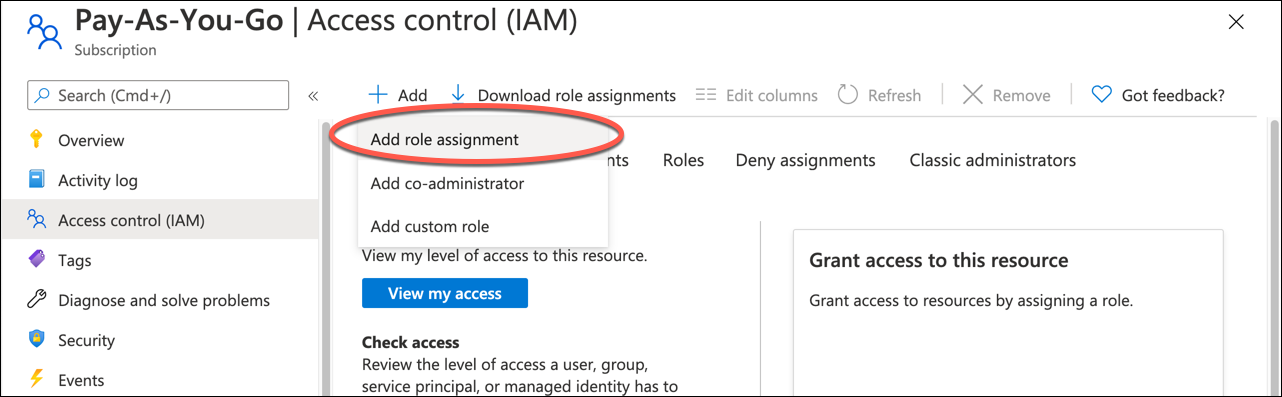 Pay-As-You-Go | Access control (IAM)
Subscription
Search (Cmd+/)
«
Add
Download role assignments
Edit columns
Refresh
Remove
Got feedback?
Overview
Activity log
Access control (IAM)
Tags
Diagnose and solve problems
Security
Events
Add role assignment
Add co-administrator
Add custom role
nts
Roles
Deny assignments
Classic administrators
View my level of access to this resource.
View my access
Check access
Review the level of access a user, group,
service principal, or managed identity has to
Grant access to this resource
Grant access to resources by assigning a role.